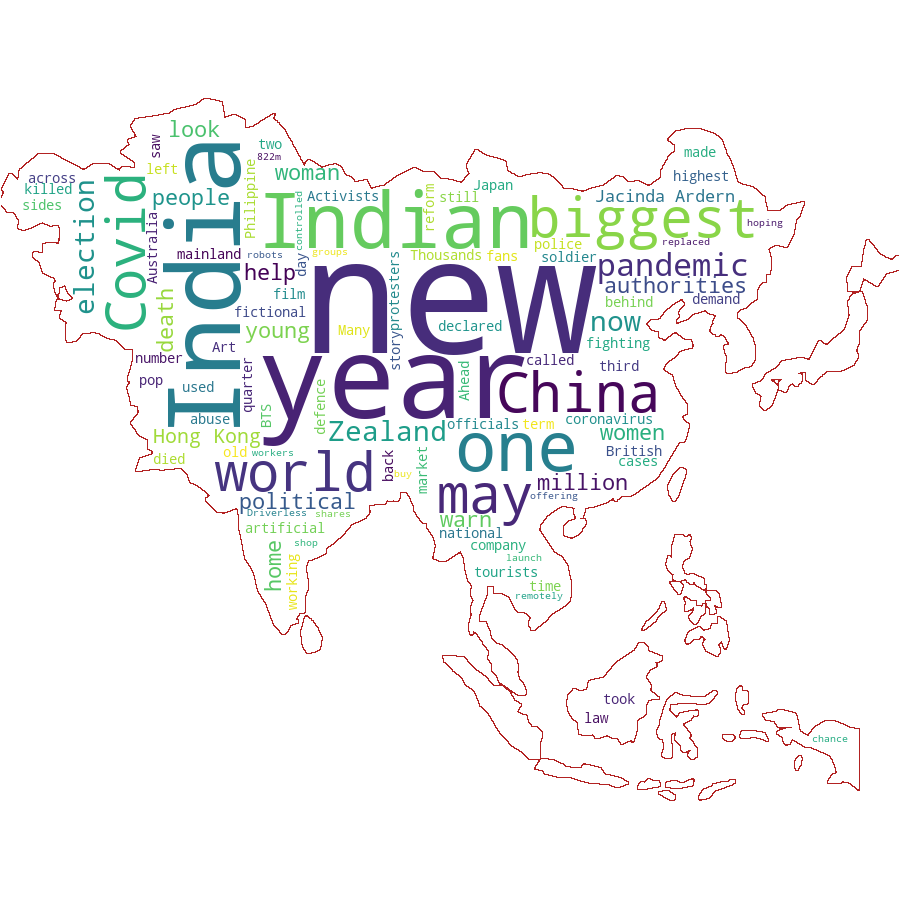 look
saw
two
822m
made
left
woman
highest
across
killed
sides
people
Philippine
Activists
controlled
reform
still
Japan
Jacinda Ardern
election
Covid
Australia
India
Indian
biggest
hoping
mainland
robots
groups
Thousands
fans
police
replaced
help
day
soldier
pandemic
film
new
storyprotesters
authorities
death
fictional
behind
demand
young
Many
declared
now
fighting
number
Art
year
called
third
pop
used
quarter
Ahead
China
abuse
BTS
defence
officials
term
coronavirus
Hong Kong
Zealand
one
women
died
old
workers
British
world
back
market
buy
cases
political
may
million
offering
Driverless
shares
warn
artificial
national
shop
company
home
working
launch
tourists
time
remotely
took
law
chance